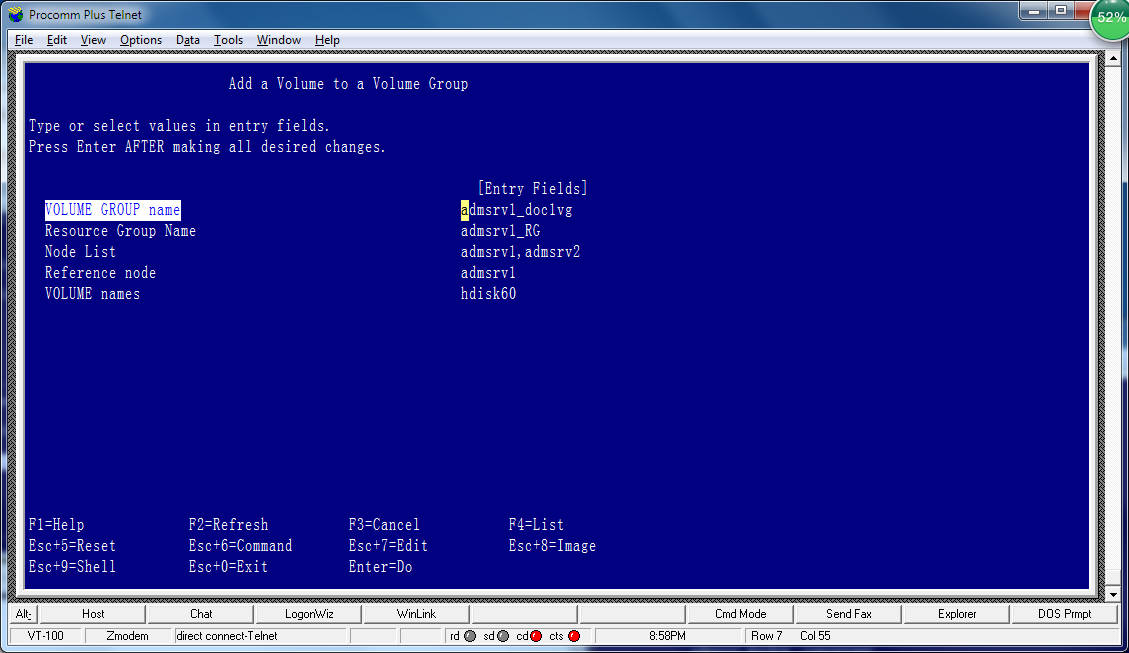 Procomm Plus Telnet
52%
File Edit View Options Data Tools Window Help
Add a Volume to a Volume Group
Type or select values in entry fields.
Press Enter AFTER making all desired changes.
[Entry Fields]
VOLUME GROUP name admsrv1_doc1vg
Resource Group Name admsrv1_RG
Node List admsrv1,admsrv2
Reference node admsrv1
VOLUME names hdisk60
F1=Help F2=Refresh F3=Cancel F4=List
Esc+5=Reset Esc+6=Command Esc+7=Edit Esc+8=Image
Esc+9=Shell Esc+0=Exit Enter=Do
Alt- Host Chat LogonWiz WinLink Cmd Mode Send Fax Explorer DOS Prmpt
VT-100 Zmodem direct connect-Telnet rd sd cd cts 8:58PM Row 7 Col 55